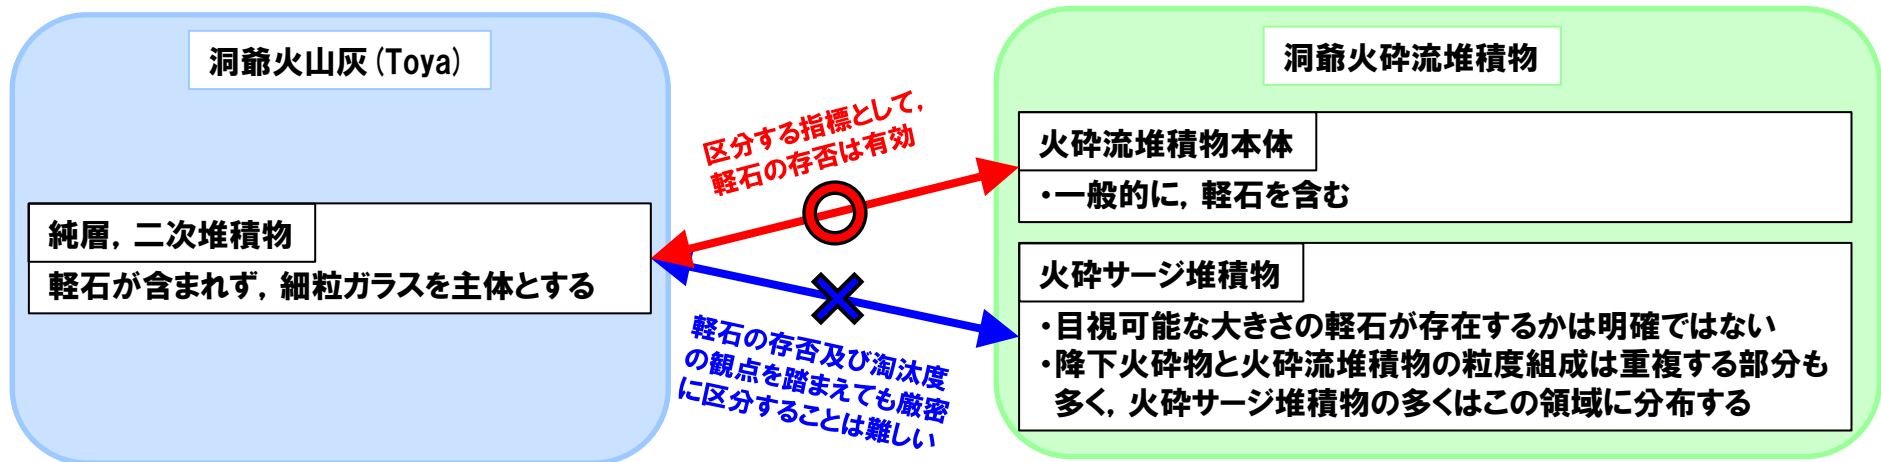 洞爺火山灰(Toya)
純層，二次堆積物
軽石が含まれず，細粒ガラスを主体とする
区分する指標として，
軽石の存否は有効
軽石の存否及び淘汰度
の観点を踏まえても厳密
に区分することは難しい
洞爺火砕流堆積物
火砕流堆積物本体
・一般的に，軽石を含む
火砕サージ堆積物
・目視可能な大きさの軽石が存在するかは明確ではない
・降下火砕物と火砕流堆積物の粒度組成は重複する部分も
多く，火砕サージ堆積物の多くはこの領域に分布する